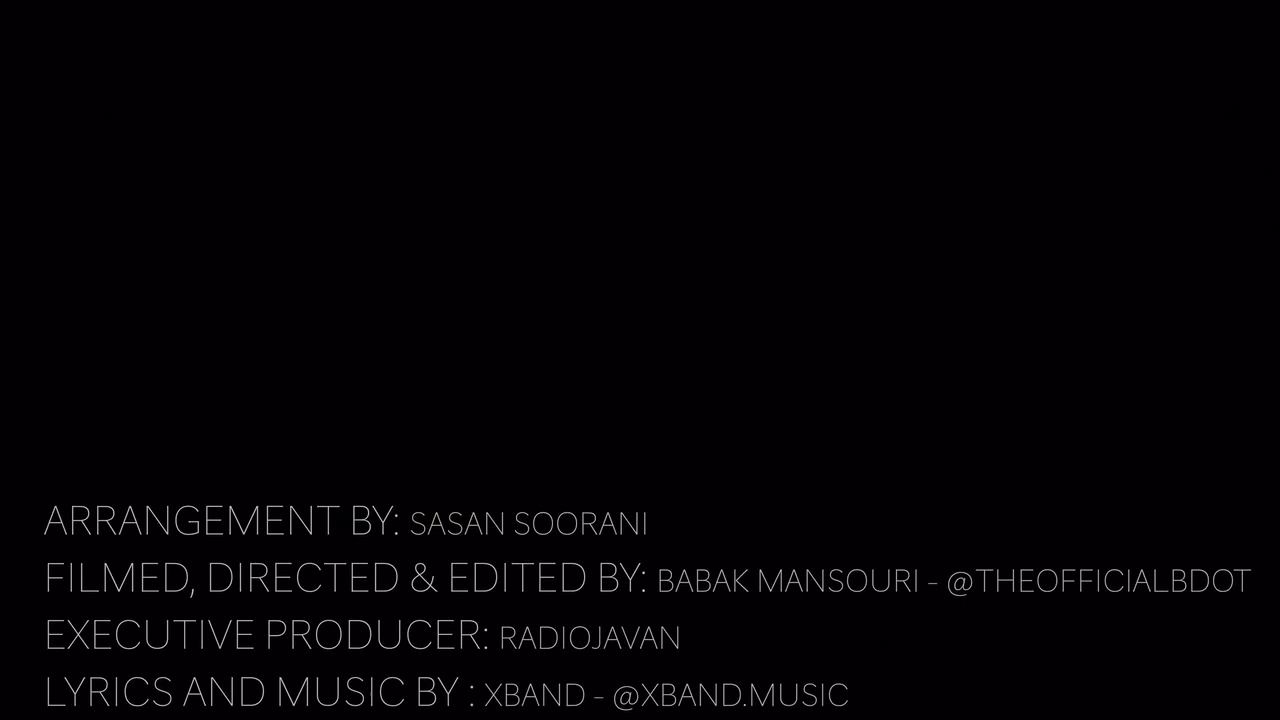 ARRANGEMENT BY: SASAN SOORANI
FILMED, DIRECTED & EDITED BY: BABAK MANSOURI - @THEOFFICIALBDOT
EXECUTIVE PRODUCER: RADIOJAVAN
LYRICS AND MUSIC BY : XBAND - @XBAND.MUSIC